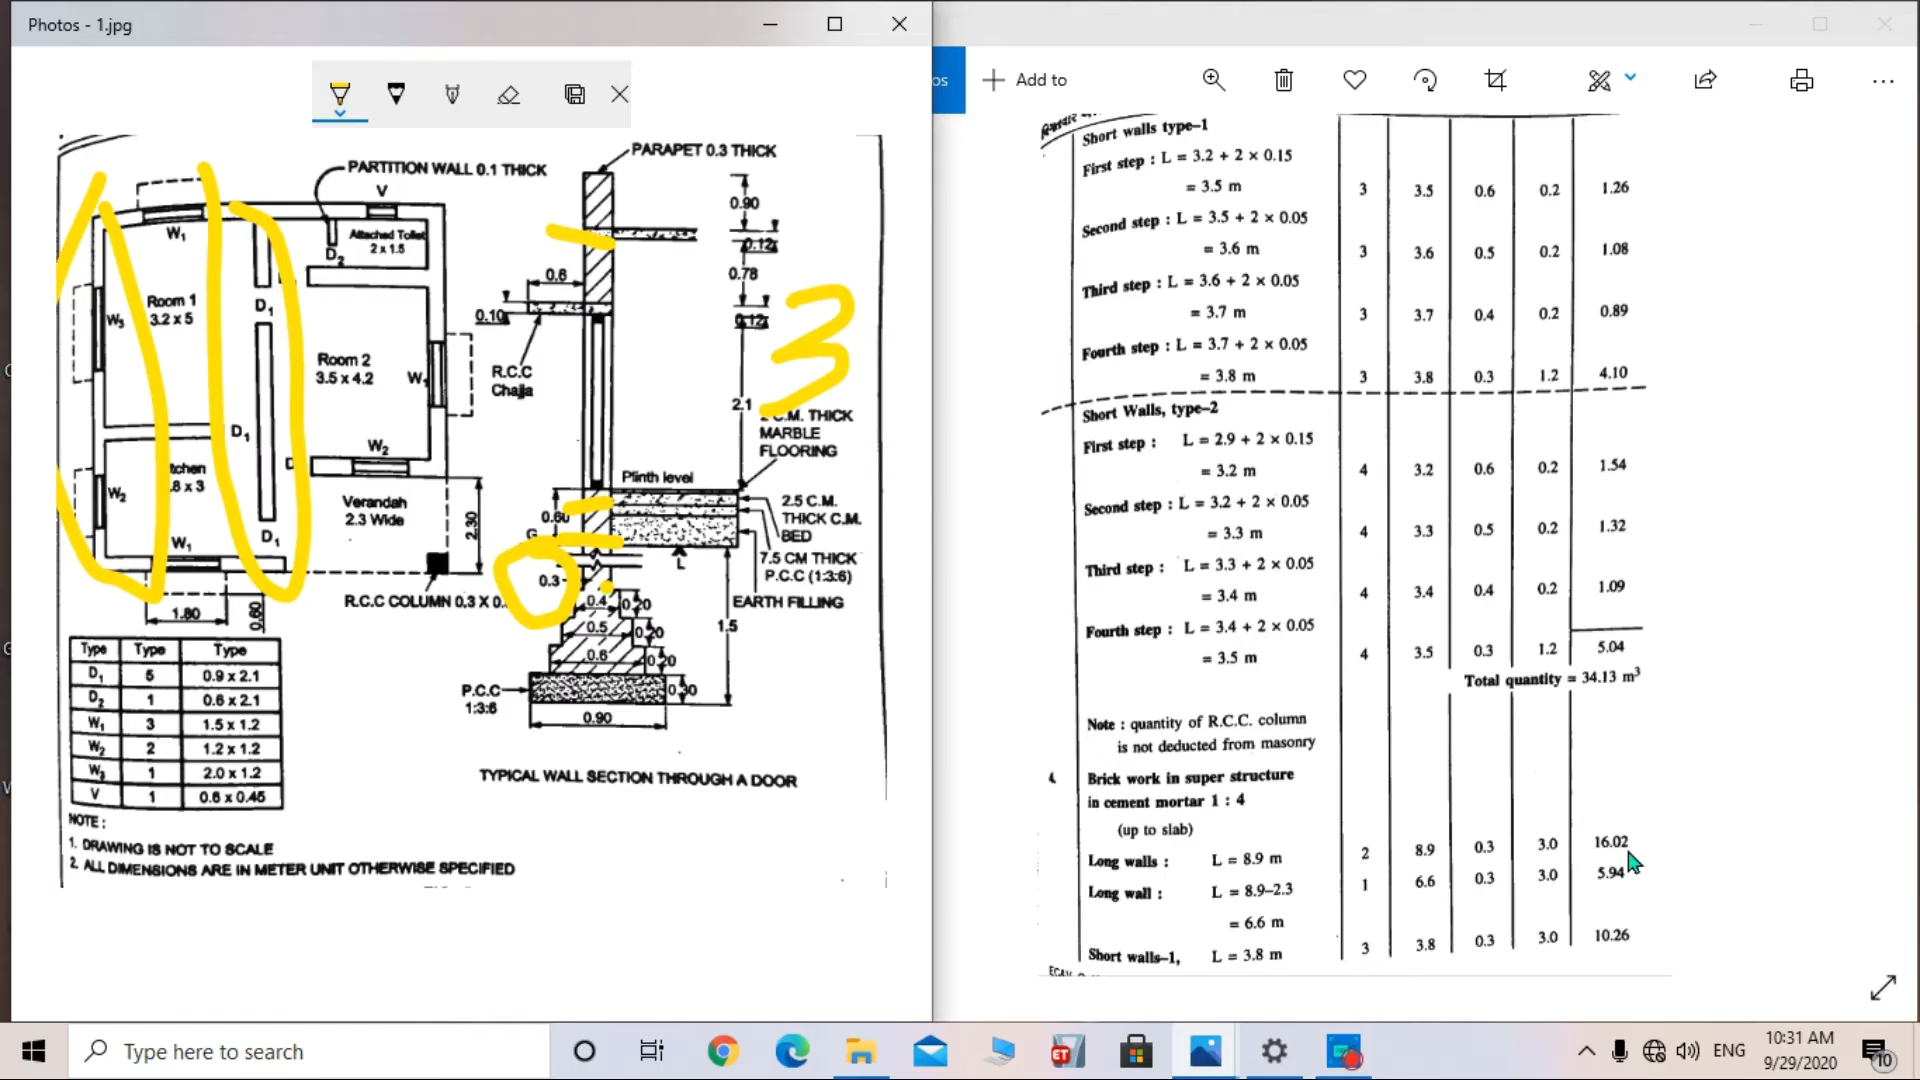 Photos - 1.jpg
Add to
PARTITION WALL 0.1 THICK
PARAPET 0.3 THICK
V
0.90
Attached Toilet
2 x 1.5
W1
D2
0.12
0.6
0.78
Room 1
3.2 x 5
D1
0.10
0.12
3
W3
Room 2
3.5 x 4.2
W1
R.C.C
Chajja
2.1
C.M. THICK
MARBLE
FLOORING
D1
W2
Plinth level
W2
x 3
Verandah
2.3 Wide
2.30
0.60
2.5 C.M.
THICK C.M.
BED
W1
D1
G
L
7.5 CM THICK
P.C.C (1:3:6)
0.3
R.C.C COLUMN 0.3 X 0.
0.4
0.20
EARTH FILLING
1.80
0.60
0.5
0.20
1.5
0.6
0.20
P.C.C
1:3:6
0.30
0.90
Type Type Type
D1 5 0.9 x 2.1
D2 1 0.6 x 2.1
W1 3 1.5 x 1.2
W2 2 1.2 x 1.2
W3 1 2.0 x 1.2
V 1 0.6 x 0.45
TYPICAL WALL SECTION THROUGH A DOOR
NOTE :
1. DRAWING IS NOT TO SCALE
2. ALL DIMENSIONS ARE IN METER UNIT OTHERWISE SPECIFIED
Short walls type–1
First step : L = 3.2 + 2 × 0.15
= 3.5 m 3 3.5 0.6 0.2 1.26
Second step : L = 3.5 + 2 × 0.05
= 3.6 m 3 3.6 0.5 0.2 1.08
Third step : L = 3.6 + 2 × 0.05
= 3.7 m 3 3.7 0.4 0.2 0.89
Fourth step : L = 3.7 + 2 × 0.05
= 3.8 m 3 3.8 0.3 1.2 4.10
Short Walls, type–2
First step : L = 2.9 + 2 × 0.15
= 3.2 m 4 3.2 0.6 0.2 1.54
Second step : L = 3.2 + 2 × 0.05
= 3.3 m 4 3.3 0.5 0.2 1.32
Third step : L = 3.3 + 2 × 0.05
= 3.4 m 4 3.4 0.4 0.2 1.09
Fourth step : L = 3.4 + 2 × 0.05
= 3.5 m 4 3.5 0.3 1.2 5.04
Total quantity = 34.13 m³
Note : quantity of R.C.C. column
is not deducted from masonry
4. Brick work in super structure
in cement mortar 1 : 4
(up to slab)
Long walls : L = 8.9 m 2 8.9 0.3 3.0 16.02
Long wall : L = 8.9–2.3 1 6.6 0.3 3.0 5.94
= 6.6 m
Short walls–1, L = 3.8 m 3 3.8 0.3 3.0 10.26
Type here to search
ET
ENG
10:31 AM
9/29/2020
10